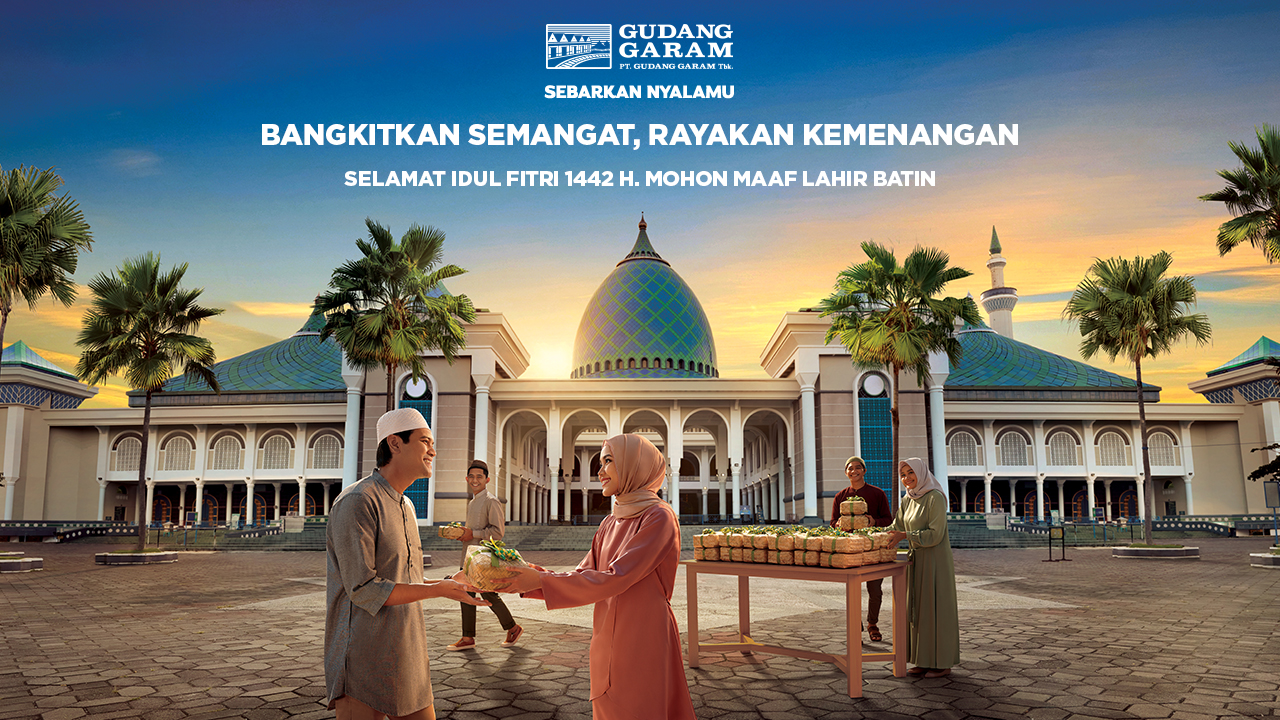 GUDANG
GARAM
PT. GUDANG GARAM Tbk.
SEBARKAN NYALAMU
BANGKITKAN SEMANGAT, RAYAKAN KEMENANGAN
SELAMAT IDUL FITRI 1442 H. MOHON MAAF LAHIR BATIN